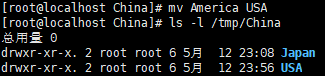 [root@localhost China]# mv America USA
[root@localhost China]# ls -l /tmp/China
总用量 0
drwxr-xr-x. 2 root root 6 5月  12 23:08 Japan
drwxr-xr-x. 2 root root 6 5月  12 23:56 USA